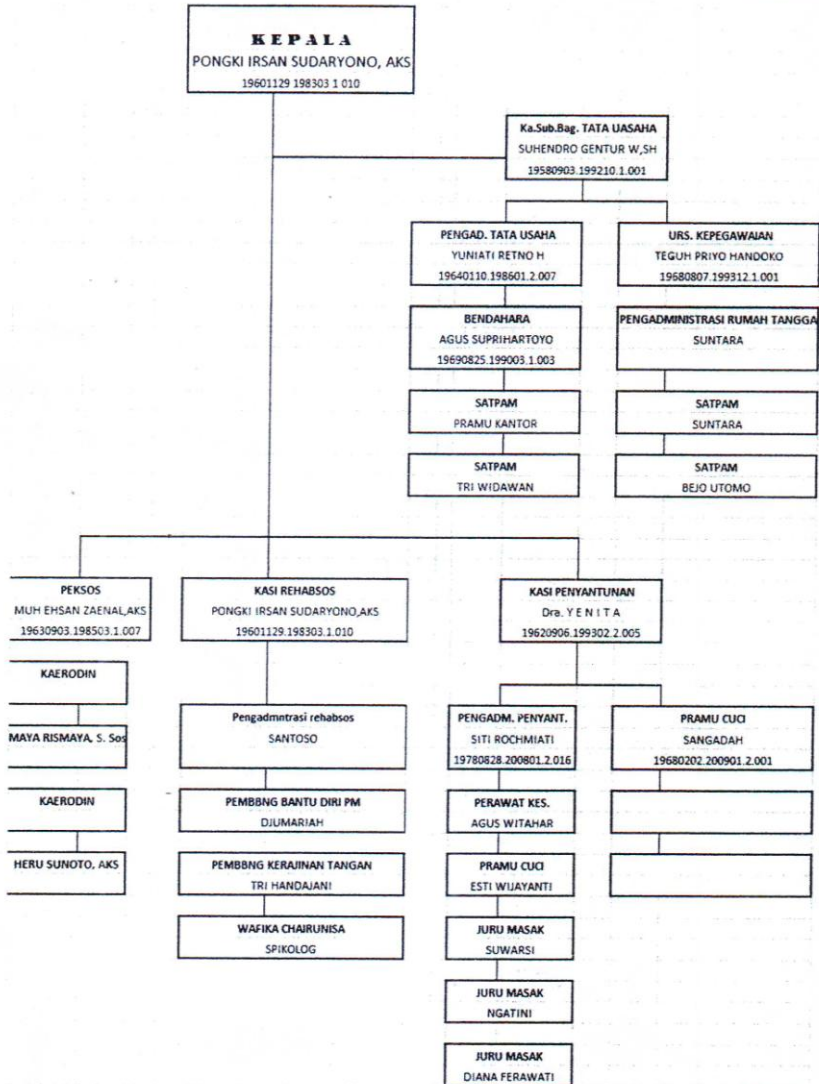 KEPALA
PONGKI IRSAN SUDARYONO, AKS
19601129 198303 1 010
Ka.Sub.Bag. TATA UASAHA
SUHENDRO GENTUR W,SH
19580903.199210.1.001
PENGAD. TATA USAHA
YUNIATI RETNO H
19640110.198601.2.007
URS. KEPEGAWAIAN
TEGUH PRIYO HANDOKO
19680807.199312.1.001
BENDAHARA
AGUS SUPRIHARTOYO
19690825.199003.1.003
PENGADMINISTRASI RUMAH TANGGA
SUNTARA
SATPAM
PRAMU KANTOR
SATPAM
SUNTARA
SATPAM
TRI WIDAWAN
SATPAM
BEJO UTOMO
PEKSOS
MUH EHSAN ZAENAL,AKS
19630903.198503.1.007
KASI REHABSOS
PONGKI IRSAN SUDARYONO,AKS
19601129.198303.1.010
KASI PENYANTUNAN
Dra. Y E N I T A
19620906.199302.2.005
KAERODIN
MAYA RISMAYA, S. Sos
KAERODIN
HERU SUNOTO, AKS
Pengadmntrasi rehabsos
SANTOSO
PEMBBNG BANTU DIRI PM
DJUMARIAH
PEMBBNG KERAJINAN TANGAN
TRI HANDAJANI
WAFIKA CHAIRUNISA
SPIKOLOG
PENGADM. PENYANT.
SITI ROCHMIATI
19780828.200801.2.016
PERAWAT KES.
AGUS WITAHAR
PRAMU CUCI
ESTI WIJAYANTI
JURU MASAK
SUWARSI
JURU MASAK
NGATINI
JURU MASAK
DIANA FERAWATI
PRAMU CUCI
SANGADAH
19680202.200901.2.001